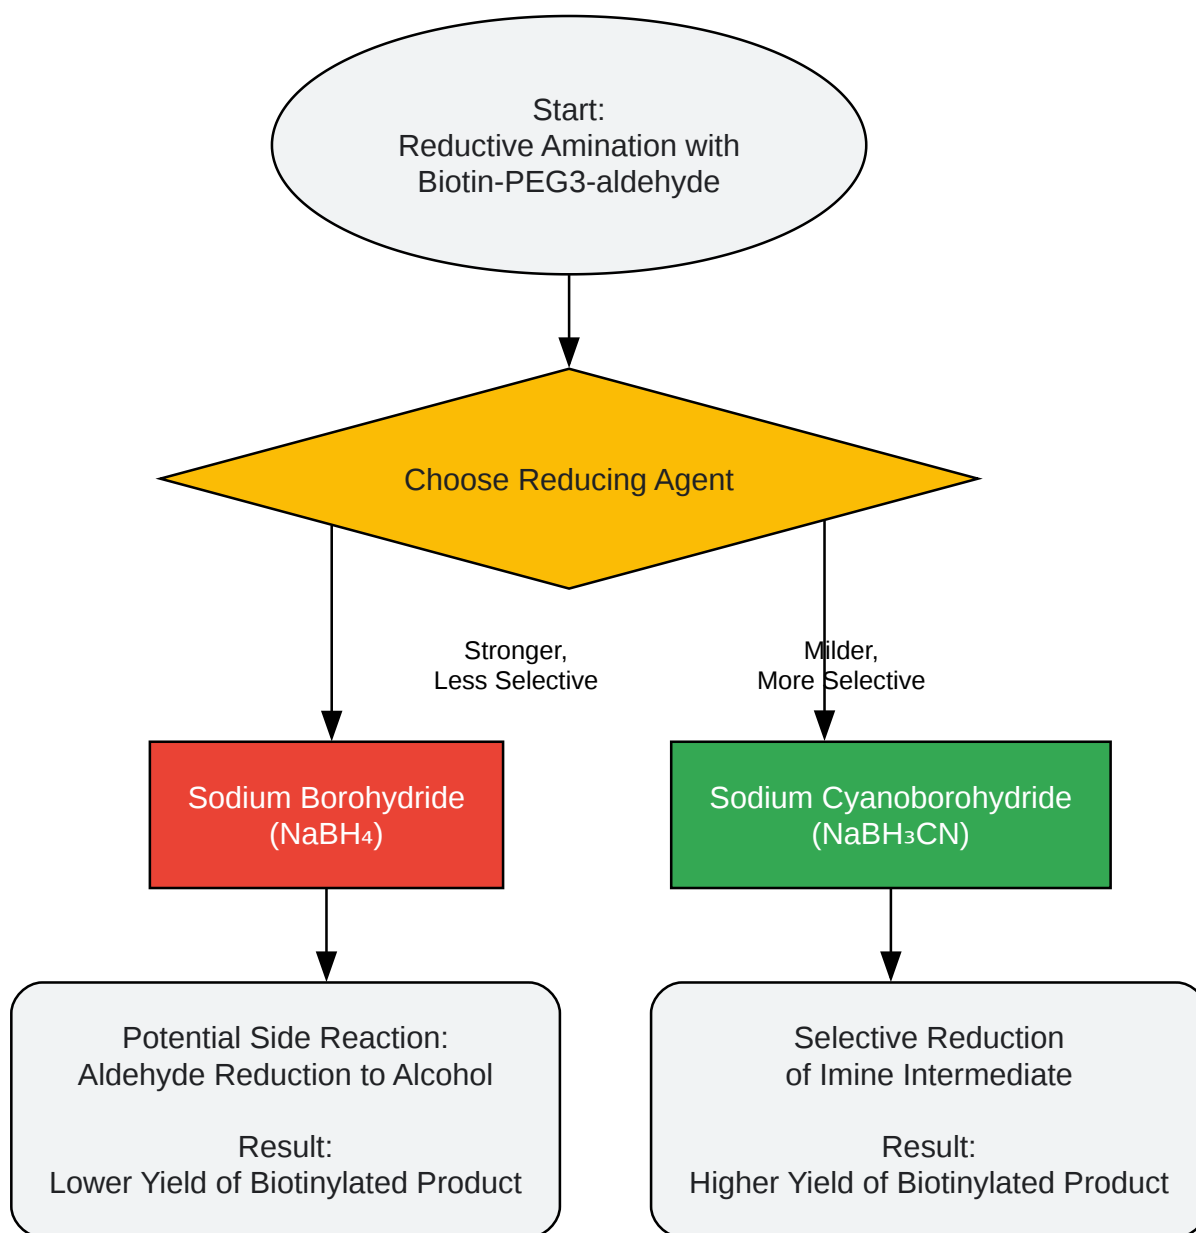 Start:
Reductive Amination with
Biotin-PEG3-aldehyde
Choose Reducing Agent
Stronger,
Less Selective
Milder,
More Selective
Sodium Borohydride
(NaBH₄)
Sodium Cyanoborohydride
(NaBH₃CN)
Potential Side Reaction:
Aldehyde Reduction to Alcohol
Result:
Lower Yield of Biotinylated Product
Selective Reduction
of Imine Intermediate
Result:
Higher Yield of Biotinylated Product